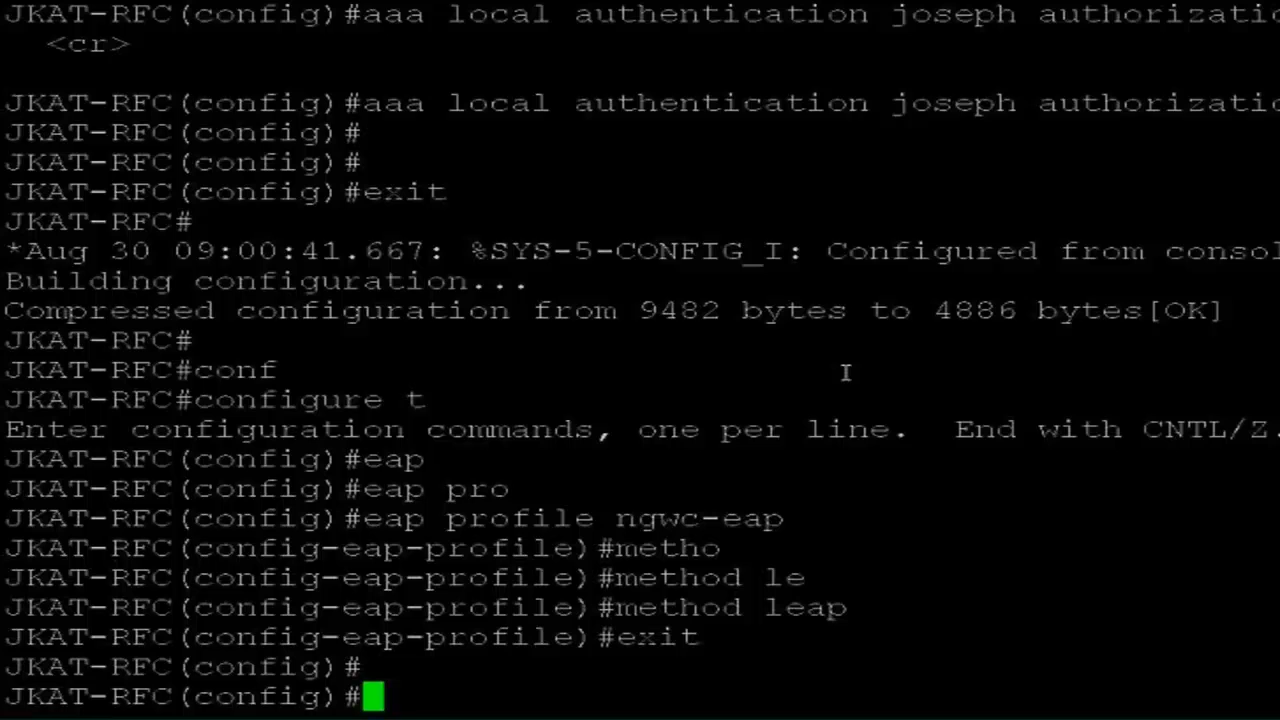 JKAT-RFC(config)#aaa local authentication joseph authorizatio
<cr>
JKAT-RFC(config)#aaa local authentication joseph authorizatio
JKAT-RFC(config)#
JKAT-RFC(config)#
JKAT-RFC(config)#exit
JKAT-RFC#
*Aug 30 09:00:41.667: %SYS-5-CONFIG_I: Configured from consol
Building configuration...
Compressed configuration from 9482 bytes to 4886 bytes[OK]
JKAT-RFC#
JKAT-RFC#conf
JKAT-RFC#configure t
Enter configuration commands, one per line.  End with CNTL/Z.
JKAT-RFC(config)#eap
JKAT-RFC(config)#eap pro
JKAT-RFC(config)#eap profile ngwc-eap
JKAT-RFC(config-eap-profile)#metho
JKAT-RFC(config-eap-profile)#method le
JKAT-RFC(config-eap-profile)#method leap
JKAT-RFC(config-eap-profile)#exit
JKAT-RFC(config)#
JKAT-RFC(config)#